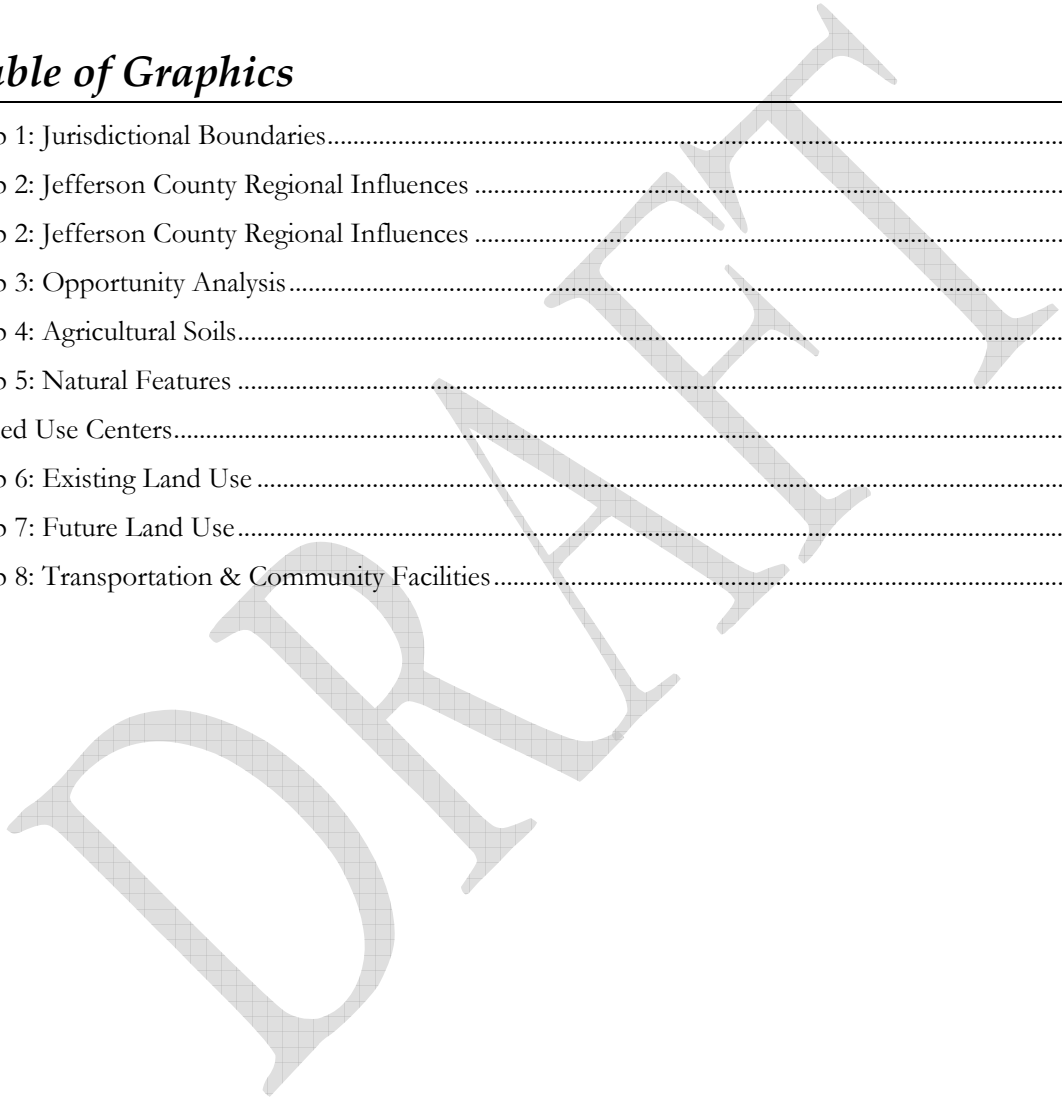 able of Graphics
p 1: Jurisdictional Boundaries
p 2: Jefferson County Regional Influences
p 2: Jefferson County Regional Influences
p 3: Opportunity Analysis
p 4: Agricultural Soils
p 5: Natural Features
ed Use Centers
p 6: Existing Land Use
p 7: Future Land Use
p 8: Transportation & Community Facilities
DRAFT